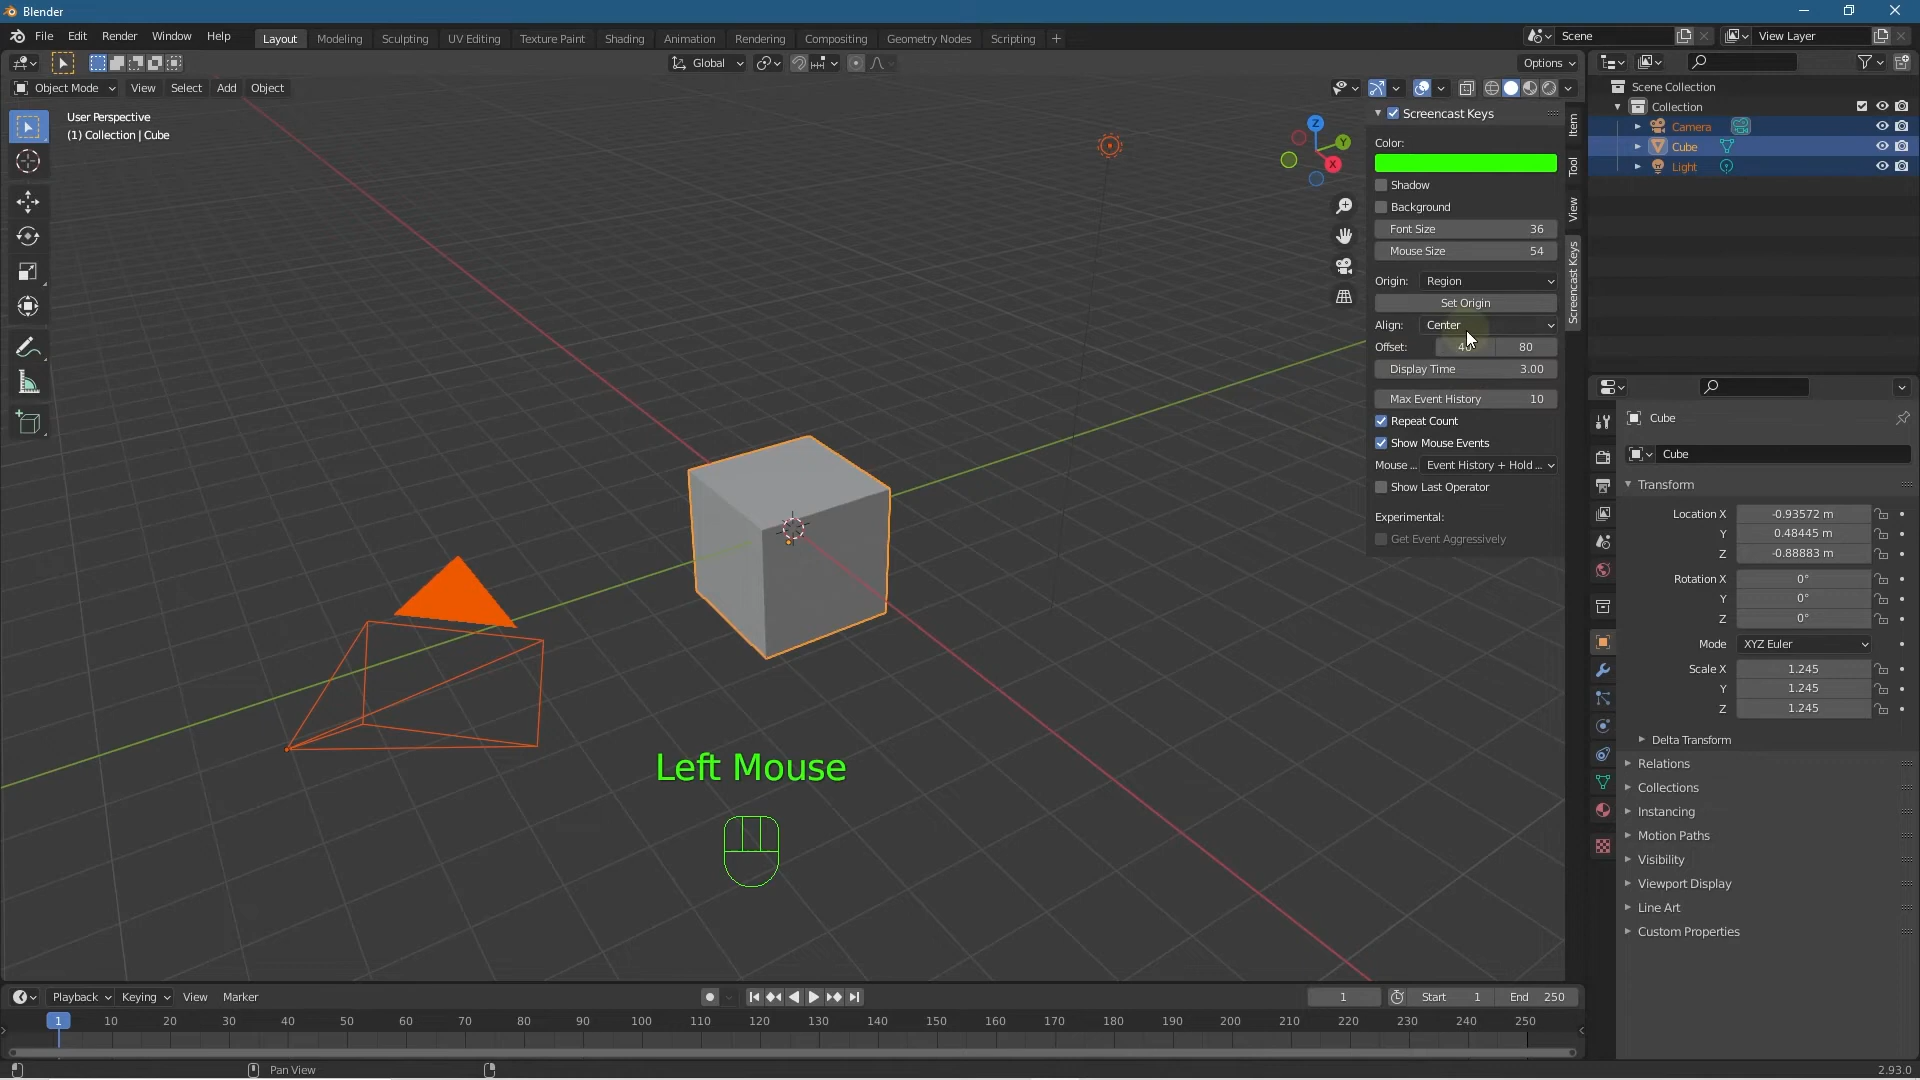 Blender
File Edit Render Window Help
Layout Modeling Sculpting UV Editing Texture Paint Shading Animation Rendering Compositing Geometry Nodes Scripting +
Scene
View Layer
Global
Options
Object Mode View Select Add Object
User Perspective
(1) Collection | Cube
Z
Y
X
Screencast Keys
Color:
Shadow
Background
Font Size 36
Mouse Size 54
Origin: Region
Set Origin
Align: Center
Offset: 80
Display Time 3.00
Max Event History 10
Repeat Count
Show Mouse Events
Mouse ... Event History + Hold ...
Show Last Operator
Experimental:
Get Event Aggressively
Item
Tool
View
Screencast Keys
Left Mouse
Scene Collection
Collection
Camera
Cube
Light
Cube
Cube
Transform
Location X -0.93572 m
Y 0.48445 m
Z -0.88883 m
Rotation X 0°
Y 0°
Z 0°
Mode XYZ Euler
Scale X 1.245
Y 1.245
Z 1.245
Delta Transform
Relations
Collections
Instancing
Motion Paths
Visibility
Viewport Display
Line Art
Custom Properties
Playback Keying View Marker
1
Start 1
End 250
1 10 20 30 40 50 60 70 80 90 100 110 120 130 140 150 160 170 180 190 200 210 220 230 240 250
Pan View
2.93.0